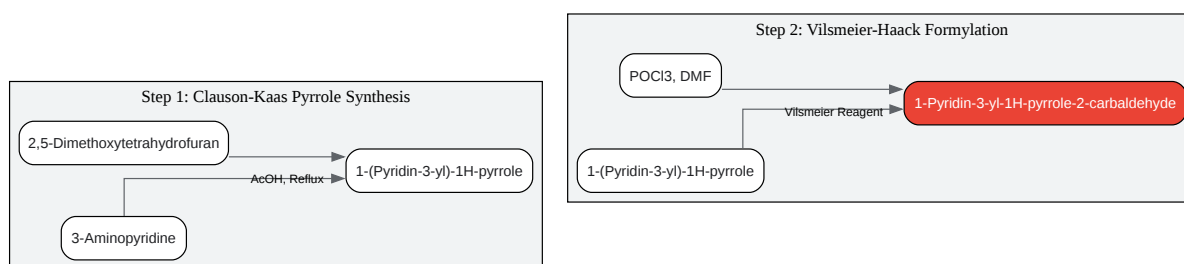 Step 1: Clauson-Kaas Pyrrole Synthesis
2,5-Dimethoxytetrahydrofuran
1-(Pyridin-3-yl)-1H-pyrrole
AcOH, Reflux
3-Aminopyridine
Step 2: Vilsmeier-Haack Formylation
POCl3, DMF
1-Pyridin-3-yl-1H-pyrrole-2-carbaldehyde
Vilsmeier Reagent
1-(Pyridin-3-yl)-1H-pyrrole